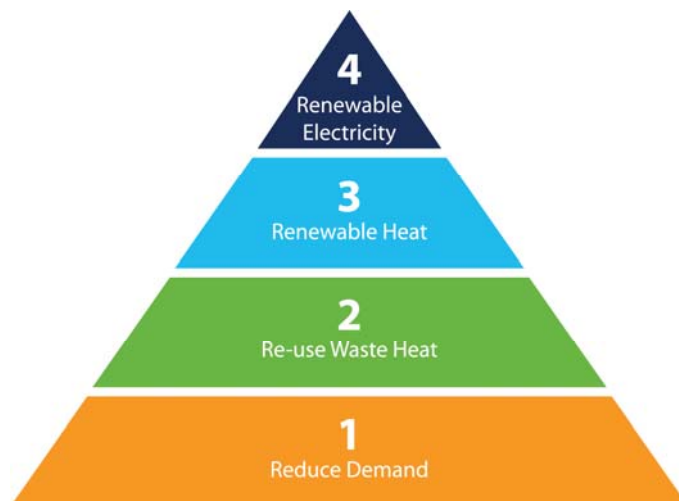 4
Renewable
Electricity
3
Renewable Heat
2
Re-use Waste Heat
1
Reduce Demand